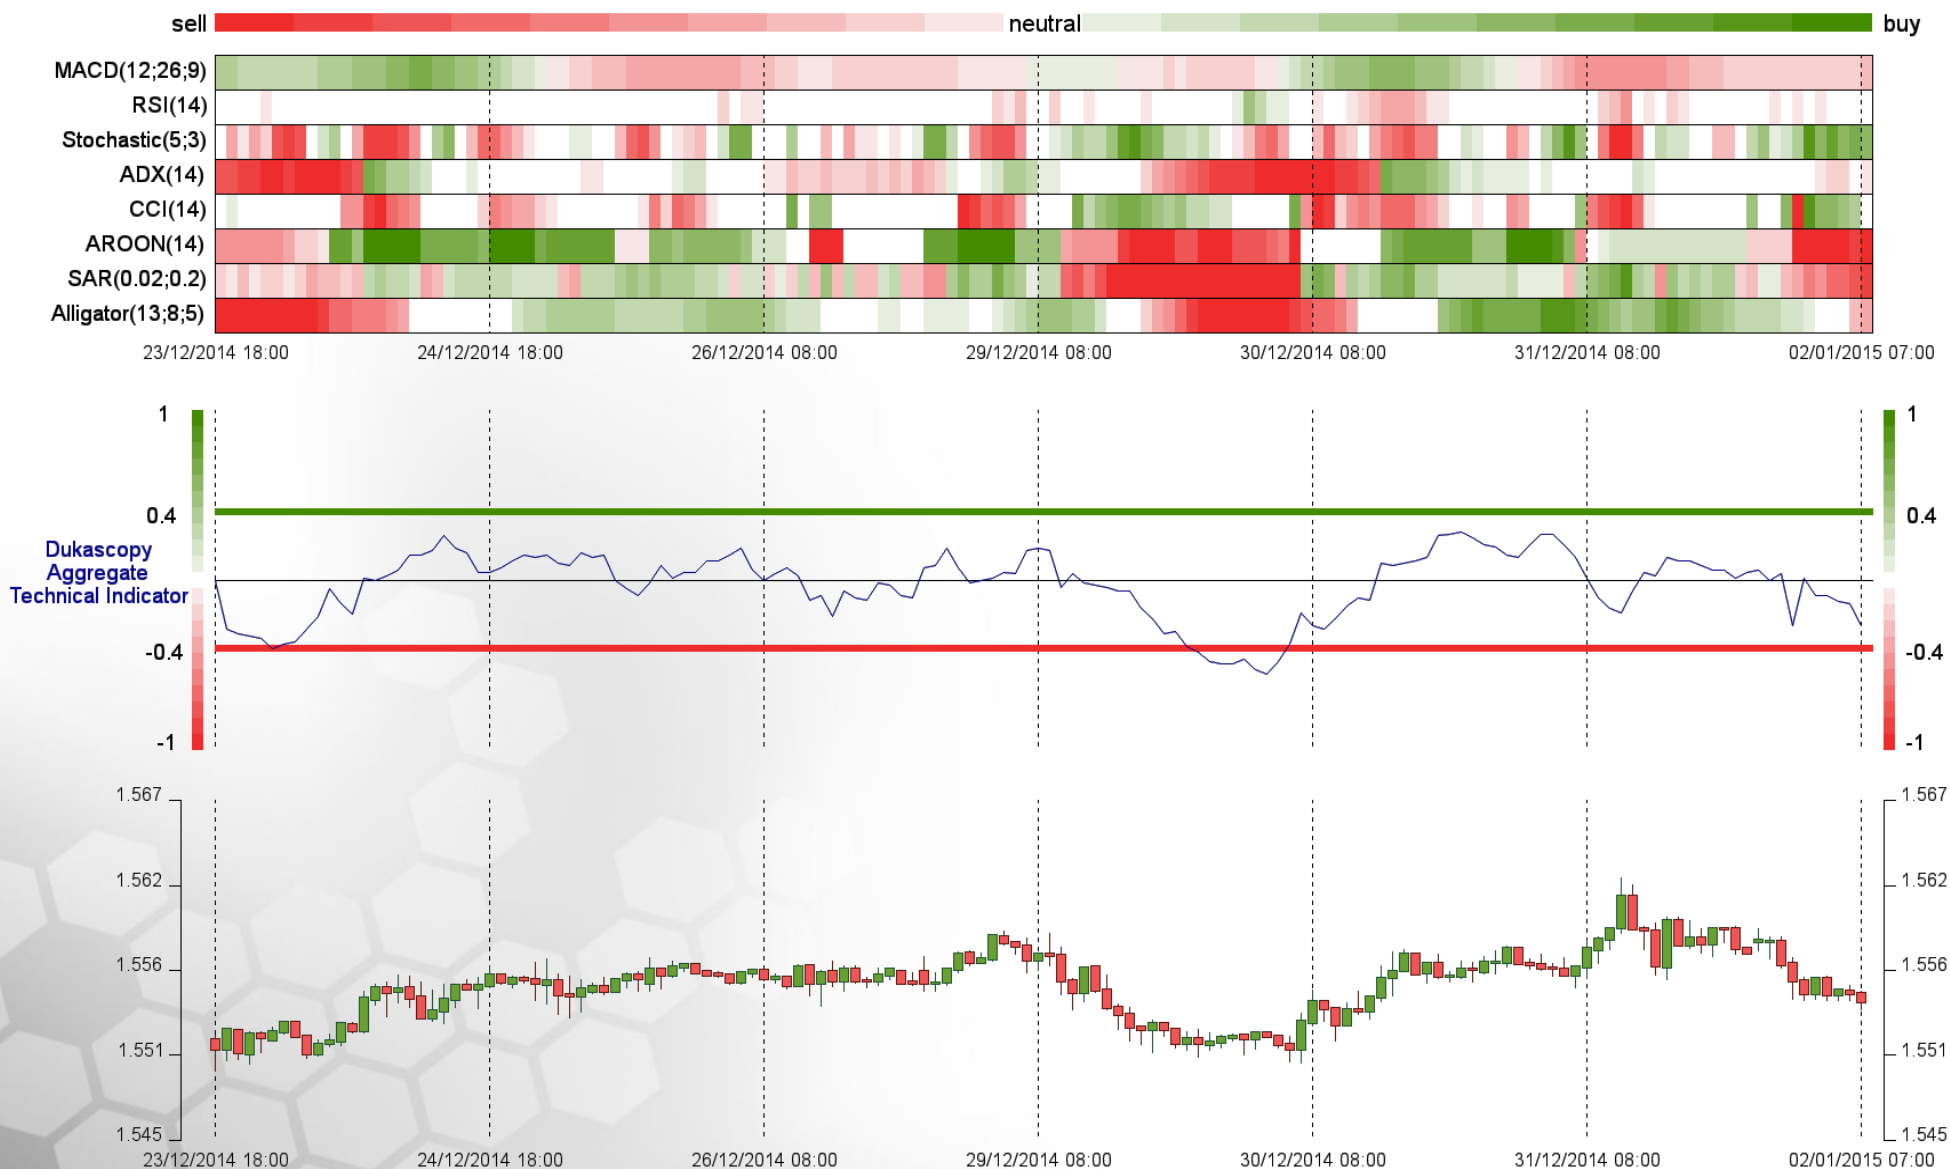 sell neutral buy
MACD(12;26;9)
RSI(14)
Stochastic(5;3)
ADX(14)
CCI(14)
AROON(14)
SAR(0.02;0.2)
Alligator(13;8;5)
23/12/2014 18:00 24/12/2014 18:00 26/12/2014 08:00 29/12/2014 08:00 30/12/2014 08:00 31/12/2014 08:00 02/01/2015 07:00
1 1
0.4 0.4
Dukascopy
Aggregate
Technical Indicator
-0.4 -0.4
-1 -1
1.567 1.567
1.562 1.562
1.556 1.556
1.551 1.551
1.545 1.545
23/12/2014 18:00 24/12/2014 18:00 26/12/2014 08:00 29/12/2014 08:00 30/12/2014 08:00 31/12/2014 08:00 02/01/2015 07:00